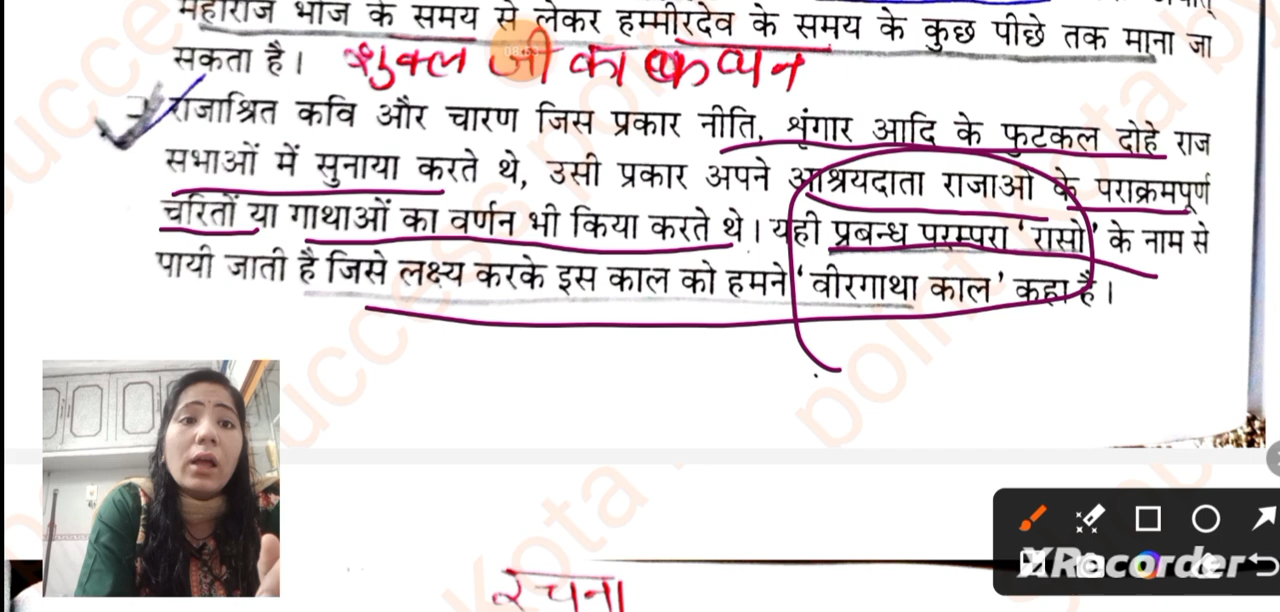 महाराज भोज के समय से लेकर हम्मीरदेव के समय के कुछ पीछे तक माना जा
सकता है। शुक्ल जी का कथन
राजाश्रित कवि और चारण जिस प्रकार नीति, शृंगार आदि के फुटकल दोहे राज
सभाओं में सुनाया करते थे, उसी प्रकार अपने आश्रयदाता राजाओं के पराक्रमपूर्ण
चरितों या गाथाओं का वर्णन भी किया करते थे। यही प्रबन्ध परम्परा 'रासो' के नाम से
पायी जाती है जिसे लक्ष्य करके इस काल को हमने 'वीरगाथा काल' कहा है।
XRecorder
रचना